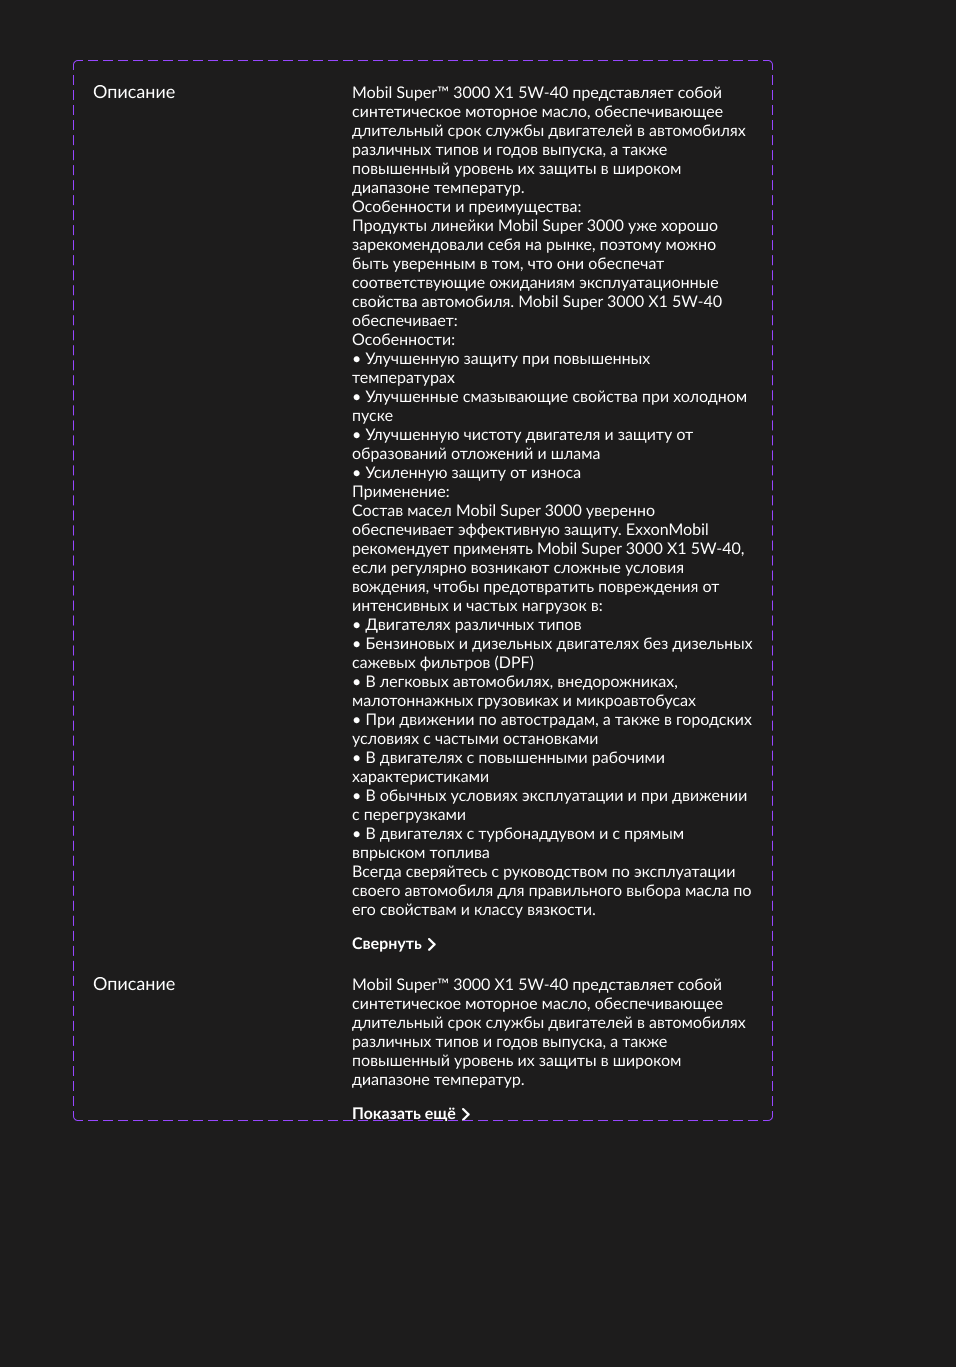 Описание
Mobil Super™ 3000 X1 5W-40 представляет собой
синтетическое моторное масло, обеспечивающее
длительный срок службы двигателей в автомобилях
различных типов и годов выпуска, а также
повышенный уровень их защиты в широком
диапазоне температур.
Особенности и преимущества:
Продукты линейки Mobil Super 3000 уже хорошо
зарекомендовали себя на рынке, поэтому можно
быть уверенным в том, что они обеспечат
соответствующие ожиданиям эксплуатационные
свойства автомобиля. Mobil Super 3000 X1 5W-40
обеспечивает:
Особенности:
• Улучшенную защиту при повышенных
температурах
• Улучшенные смазывающие свойства при холодном
пуске
• Улучшенную чистоту двигателя и защиту от
образований отложений и шлама
• Усиленную защиту от износа
Применение:
Состав масел Mobil Super 3000 уверенно
обеспечивает эффективную защиту. ExxonMobil
рекомендует применять Mobil Super 3000 X1 5W-40,
если регулярно возникают сложные условия
вождения, чтобы предотвратить повреждения от
интенсивных и частых нагрузок в:
• Двигателях различных типов
• Бензиновых и дизельных двигателях без дизельных
сажевых фильтров (DPF)
• В легковых автомобилях, внедорожниках,
малотоннажных грузовиках и микроавтобусах
• При движении по автострадам, а также в городских
условиях с частыми остановками
• В двигателях с повышенными рабочими
характеристиками
• В обычных условиях эксплуатации и при движении
с перегрузками
• В двигателях с турбонаддувом и с прямым
впрыском топлива
Всегда сверяйтесь с руководством по эксплуатации
своего автомобиля для правильного выбора масла по
его свойствам и классу вязкости.
Свернуть
Описание
Mobil Super™ 3000 X1 5W-40 представляет собой
синтетическое моторное масло, обеспечивающее
длительный срок службы двигателей в автомобилях
различных типов и годов выпуска, а также
повышенный уровень их защиты в широком
диапазоне температур.
Показать ещё